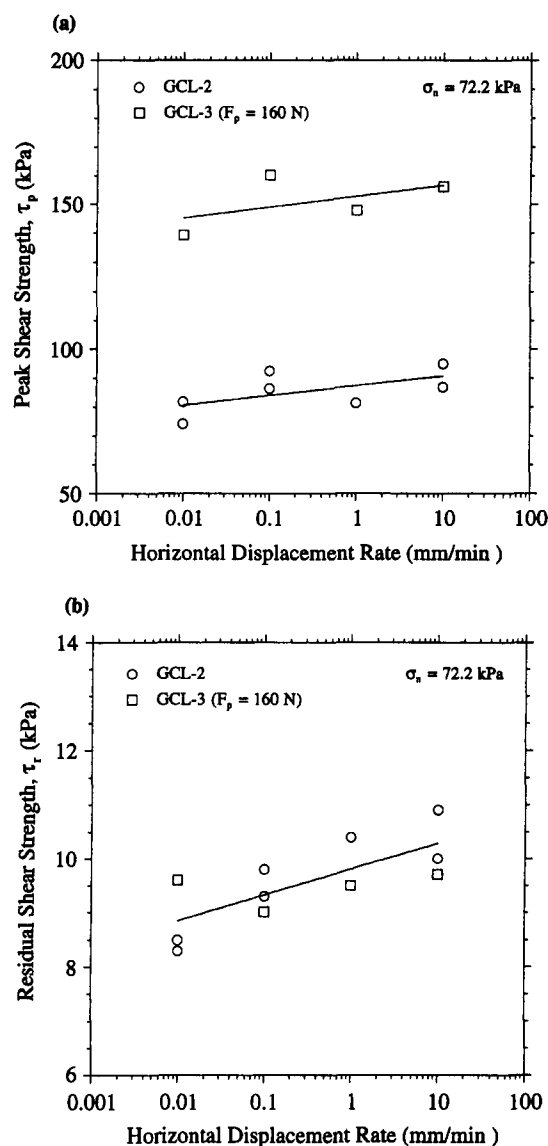 (a)
200
150
100
50
Peak Shear Strength, τp (kPa)
GCL-2
GCL-3 (Fp = 160 N)
σn = 72.2 kPa
0.001 0.01 0.1 1 10 100
Horizontal Displacement Rate (mm/min )
(b)
14
12
10
8
6
Residual Shear Strength, τr (kPa)
GCL-2
GCL-3 (Fp = 160 N)
σn = 72.2 kPa
0.001 0.01 0.1 1 10 100
Horizontal Displacement Rate (mm/min)